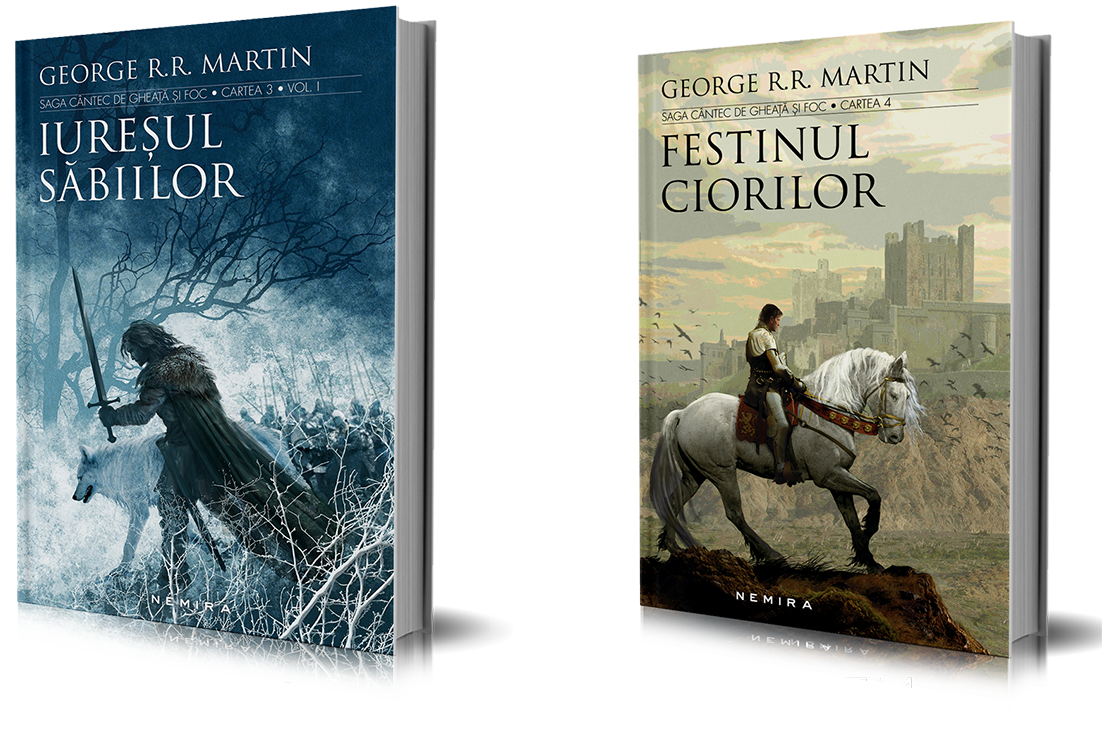 GEORGE R.R. MARTIN
SAGA CÂNTEC DE GHEAȚĂ ȘI FOC • CARTEA 3 • VOL. I
IUREȘUL
SĂBIILOR
NEMIRA
GEORGE R.R. MARTIN
SAGA CÂNTEC DE GHEAȚĂ ȘI FOC • CARTEA 4
FESTINUL
CIORILOR
NEMIRA